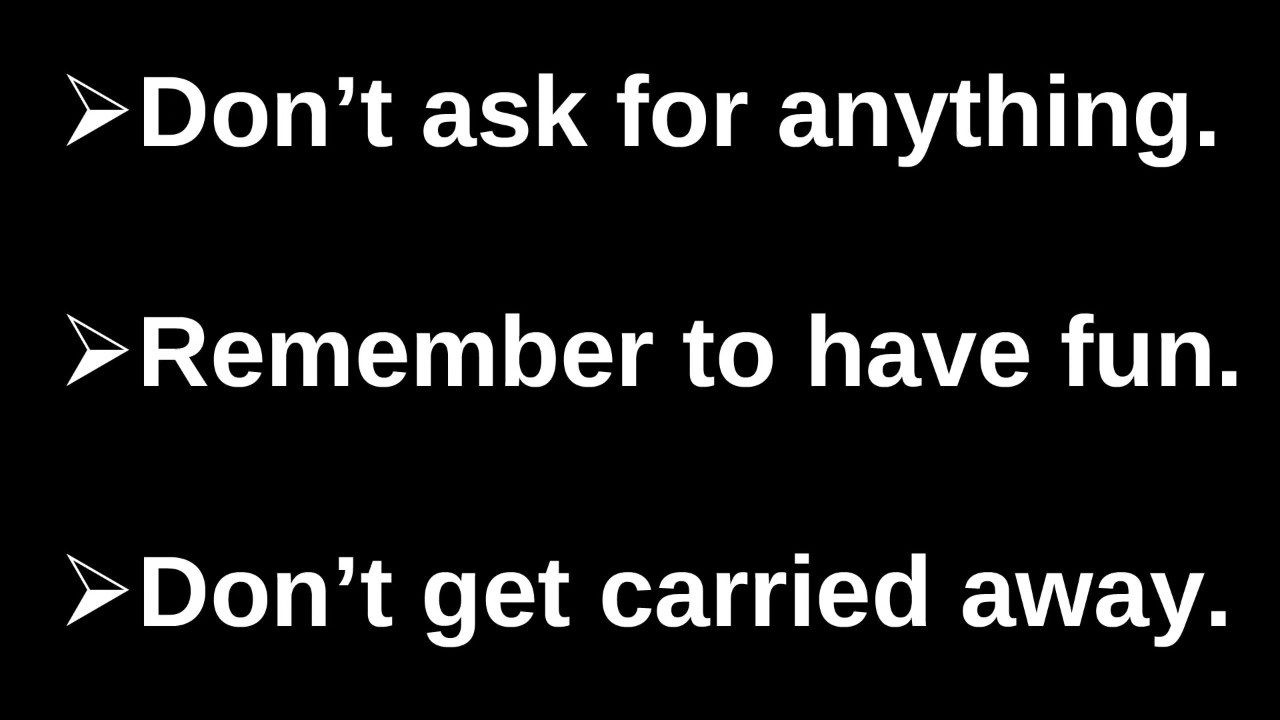 ➢Don’t ask for anything.
➢Remember to have fun.
➢Don’t get carried away.